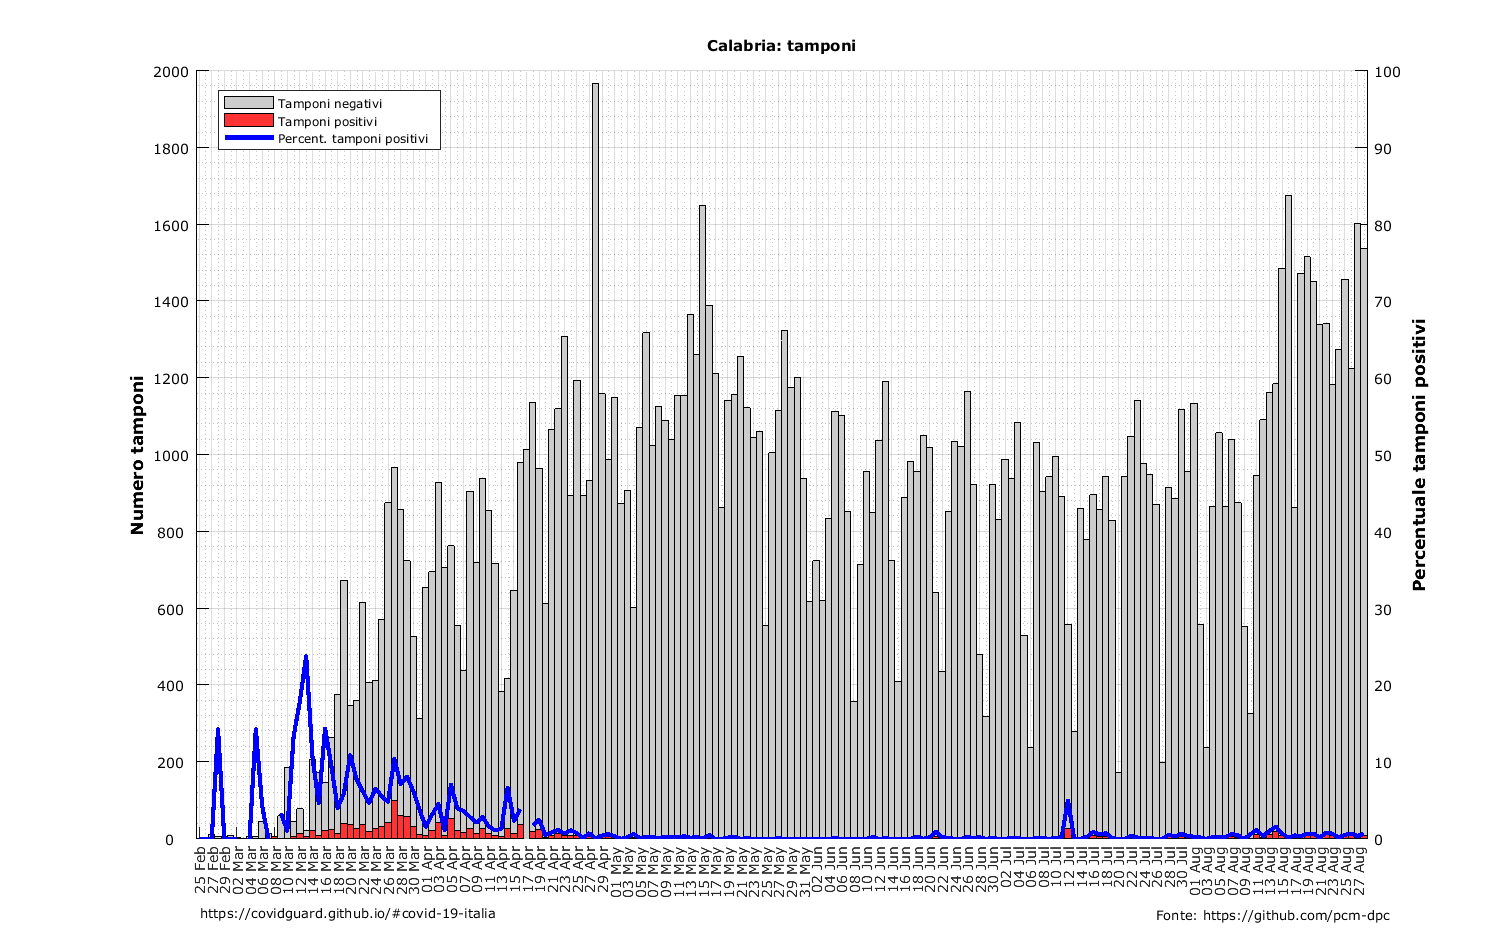 Calabria: tamponi
Tamponi negativi
Tamponi positivi
Percent. tamponi positivi
Numero tamponi
2000
1800
1600
1400
1200
1000
800
600
400
200
0
100
90
80
70
60
50
40
30
20
10
0
Percentuale tamponi positivi
25 Feb
27 Feb
29 Feb
02 Mar
04 Mar
06 Mar
08 Mar
10 Mar
12 Mar
14 Mar
16 Mar
18 Mar
20 Mar
22 Mar
24 Mar
26 Mar
28 Mar
30 Mar
01 Apr
03 Apr
05 Apr
07 Apr
09 Apr
11 Apr
13 Apr
15 Apr
17 Apr
19 Apr
21 Apr
23 Apr
25 Apr
27 Apr
29 Apr
01 May
03 May
05 May
07 May
09 May
11 May
13 May
15 May
17 May
19 May
21 May
23 May
25 May
27 May
29 May
31 May
02 Jun
04 Jun
06 Jun
08 Jun
10 Jun
12 Jun
14 Jun
16 Jun
18 Jun
20 Jun
22 Jun
24 Jun
26 Jun
28 Jun
30 Jun
02 Jul
04 Jul
06 Jul
08 Jul
10 Jul
12 Jul
14 Jul
16 Jul
18 Jul
20 Jul
22 Jul
24 Jul
26 Jul
28 Jul
30 Jul
01 Aug
03 Aug
05 Aug
07 Aug
09 Aug
11 Aug
13 Aug
15 Aug
17 Aug
19 Aug
21 Aug
23 Aug
25 Aug
27 Aug
https://covidguard.github.io/#covid-19-italia
Fonte: https://github.com/pcm-dpc